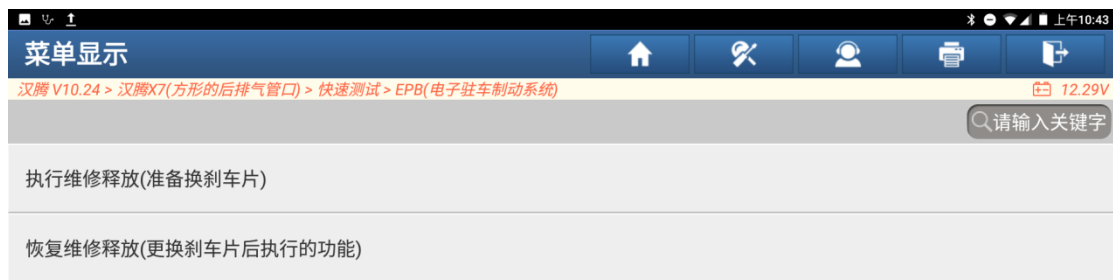 上午10:43
菜单显示
汉腾 V10.24 > 汉腾X7(方形的后排气管口) > 快速测试 > EPB(电子驻车制动系统) 12.29V
请输入关键字
执行维修释放(准备换刹车片)
恢复维修释放(更换刹车片后执行的功能)